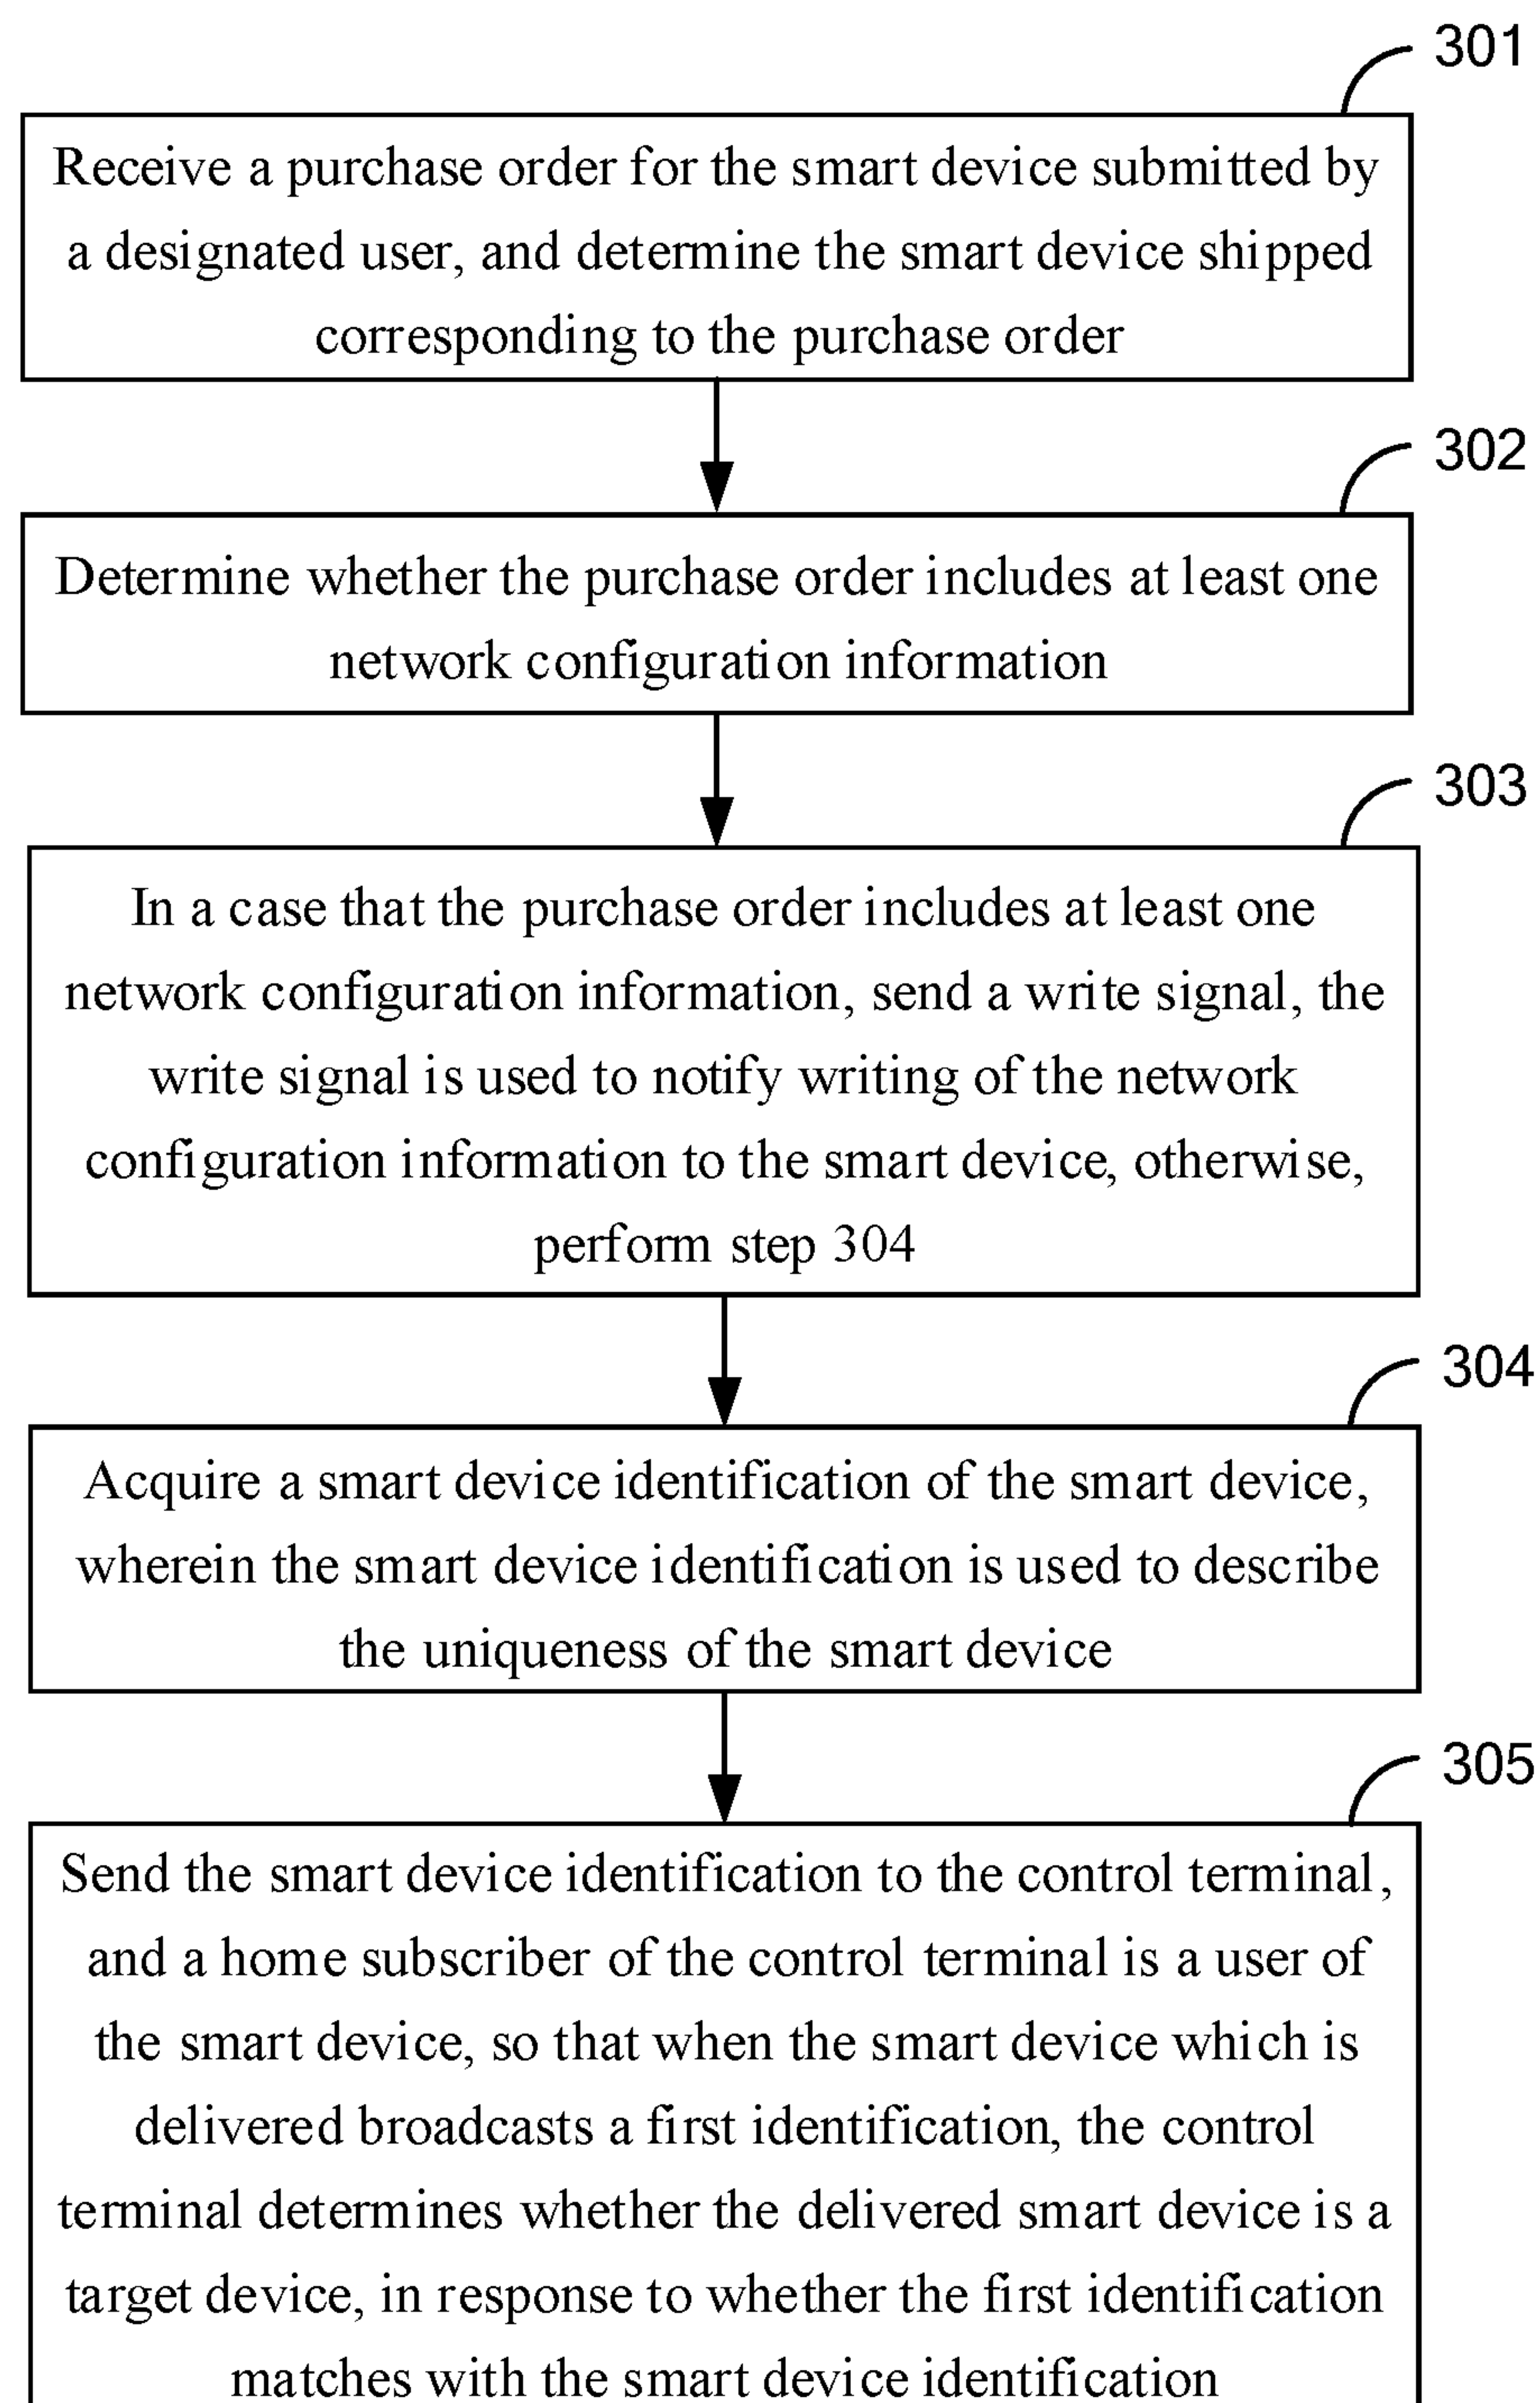 301
Receive a purchase order for the smart device submitted by
a designated user, and determine the smart device shipped
corresponding to the purchase order
302
Determine whether the purchase order includes at least one
network configuration information
303
In a case that the purchase order includes at least one
network configuration information, send a write signal, the
write signal is used to notify writing of the network
configuration information to the smart device, otherwise,
perform step 304
304
Acquire a smart device identification of the smart device,
wherein the smart device identification is used to describe
the uniqueness of the smart device
305
Send the smart device identification to the control terminal,
and a home subscriber of the control terminal is a user of
the smart device, so that when the smart device which is
delivered broadcasts a first identification, the control
terminal determines whether the delivered smart device is a
target device, in response to whether the first identification
matches with the smart device identification